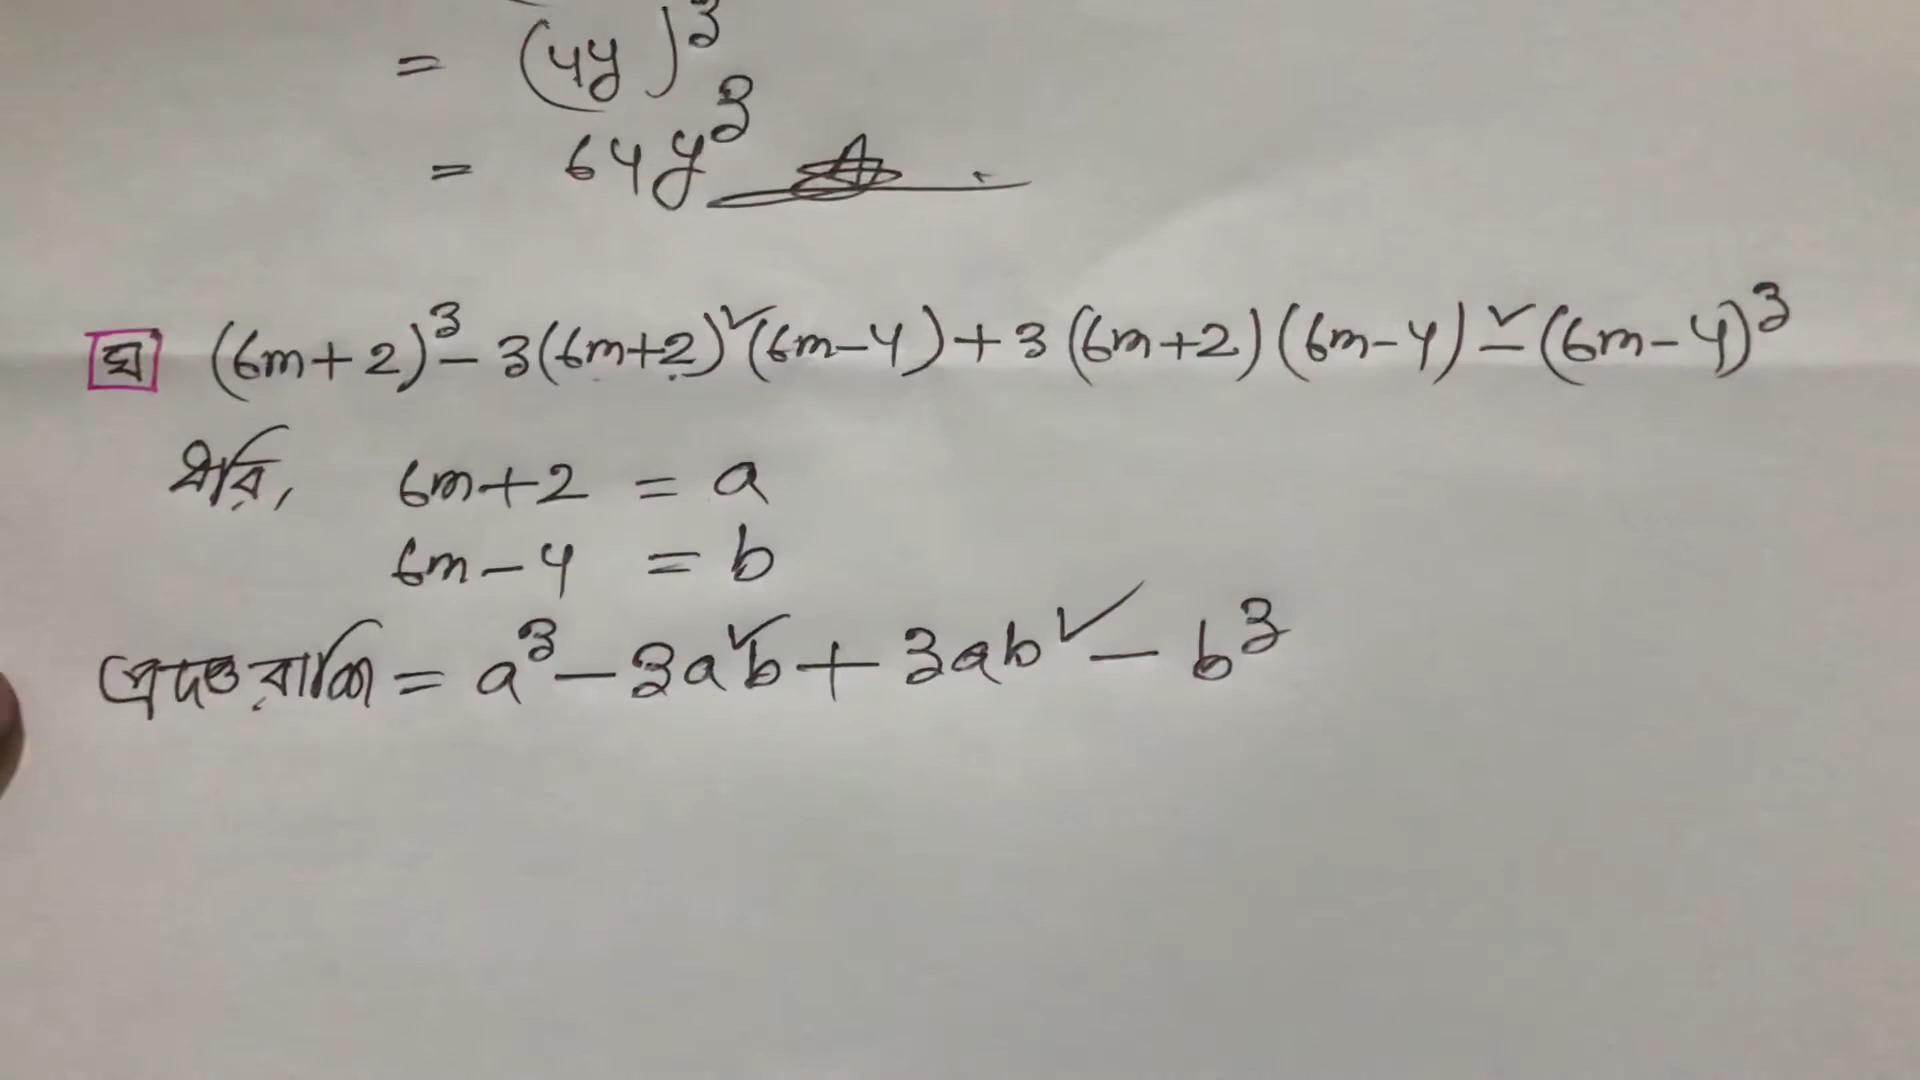 = (4y)³
= 64y³
ঘ (6m+2)³ - 3(6m+2)²(6m-4) + 3(6m+2)(6m-4)² - (6m-4)³
ধরি, 6m+2 = a
6m-4 = b
প্রদত্ত রাশি = a³ - 3a²b + 3ab² - b³